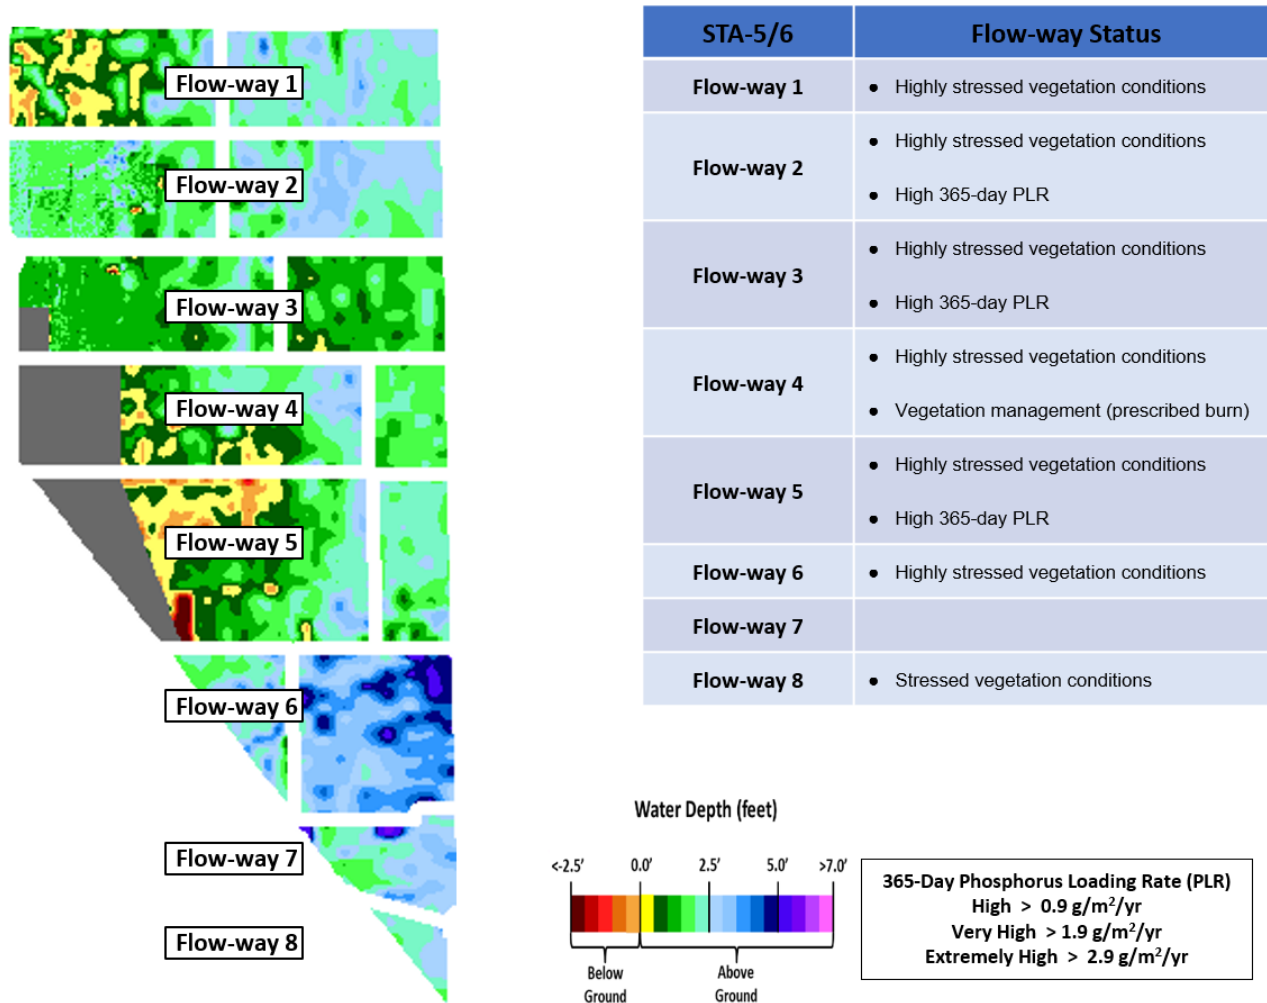 Flow-way 1
Flow-way 2
Flow-way 3
Flow-way 4
Flow-way 5
Flow-way 6
Flow-way 7
Flow-way 8
STA-5/6 Flow-way Status
Flow-way 1 • Highly stressed vegetation conditions
Flow-way 2 • Highly stressed vegetation conditions
• High 365-day PLR
Flow-way 3 • Highly stressed vegetation conditions
• High 365-day PLR
Flow-way 4 • Highly stressed vegetation conditions
• Vegetation management (prescribed burn)
Flow-way 5 • Highly stressed vegetation conditions
• High 365-day PLR
Flow-way 6 • Highly stressed vegetation conditions
Flow-way 7
Flow-way 8 • Stressed vegetation conditions
Water Depth (feet)
<-2.5' 0.0' 2.5' 5.0' >7.0'
Below Ground
Above Ground
365-Day Phosphorus Loading Rate (PLR)
High > 0.9 g/m²/yr
Very High > 1.9 g/m²/yr
Extremely High > 2.9 g/m²/yr